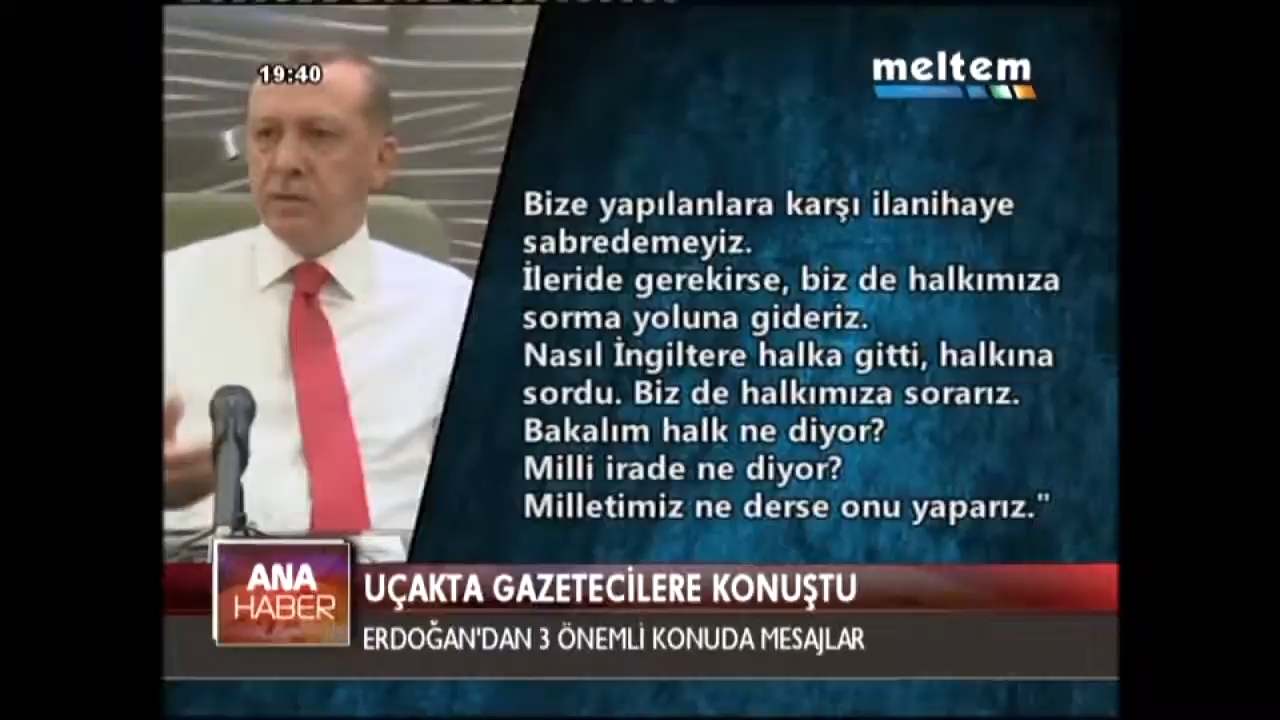 19:40
meltem
Bize yapılanlara karşı ilanihaye
sabredemeyiz.
İleride gerekirse, biz de halkımıza
sorma yoluna gideriz.
Nasıl İngiltere halka gitti, halkına
sordu. Biz de halkımıza sorarız.
Bakalım halk ne diyor?
Milli irade ne diyor?
Milletimiz ne derse onu yaparız."
ANA
HABER
UÇAKTA GAZETECİLERE KONUŞTU
ERDOĞAN'DAN 3 ÖNEMLİ KONUDA MESAJLAR